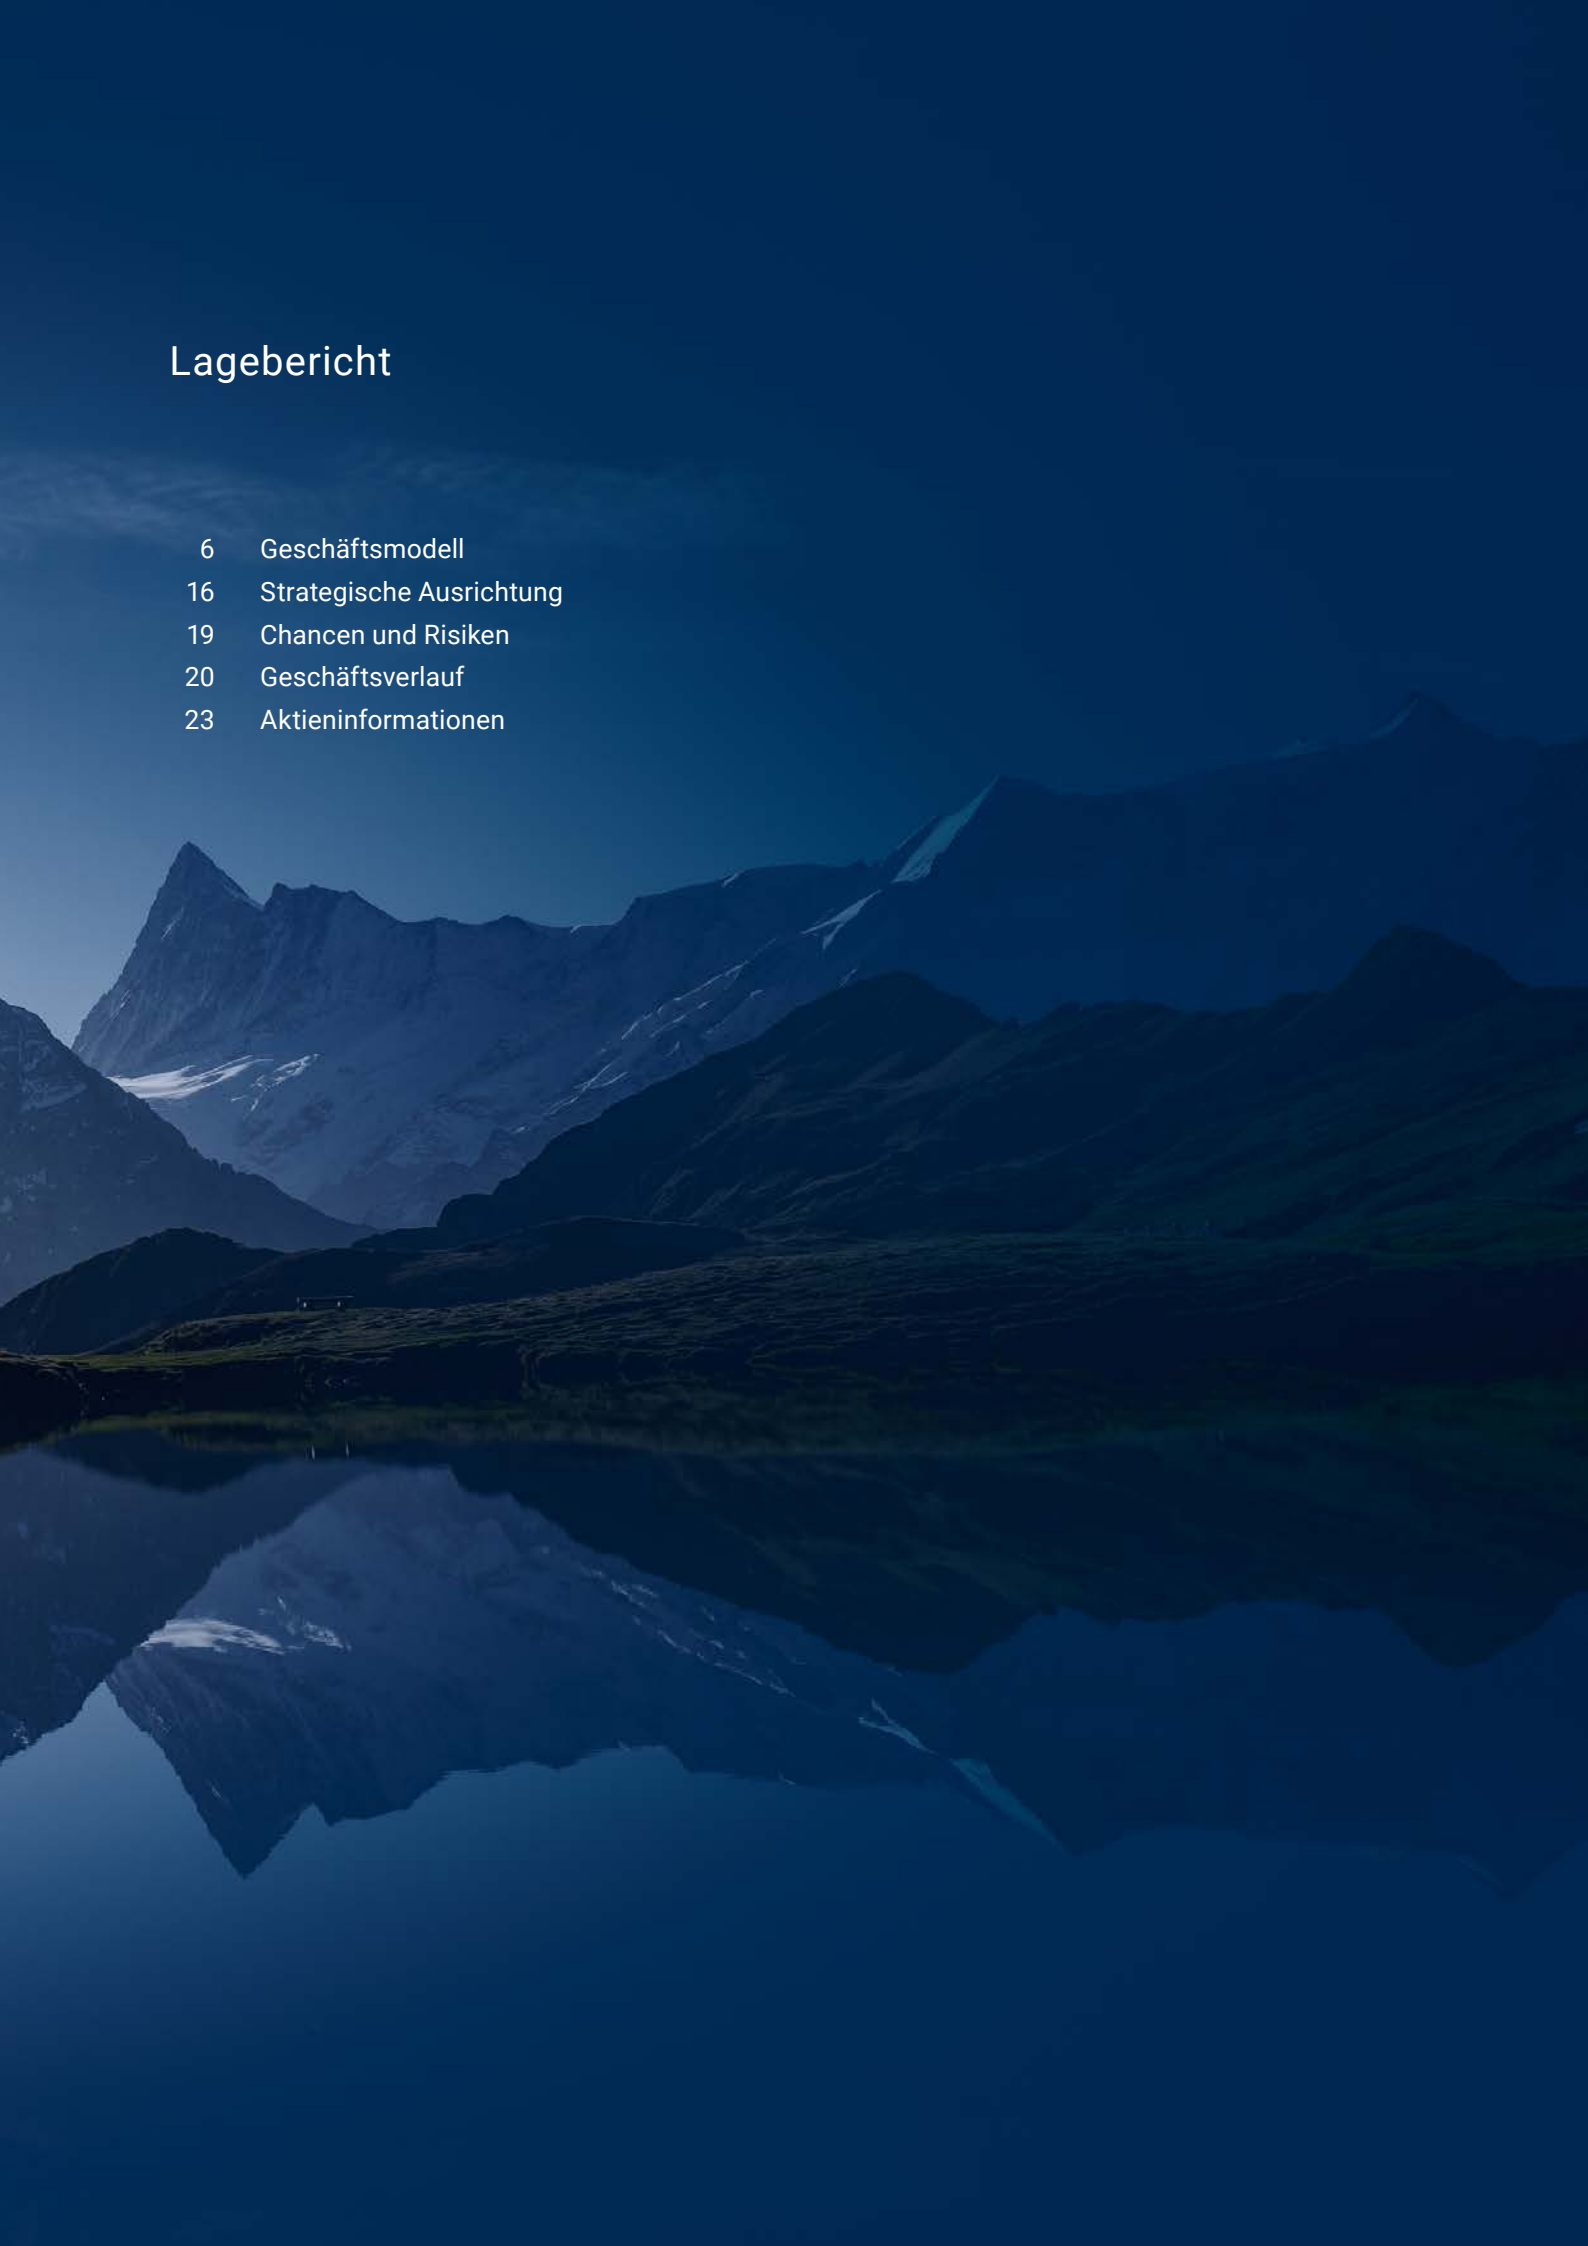 Lagebericht
6 Geschäftsmodell
16 Strategische Ausrichtung
19 Chancen und Risiken
20 Geschäftsverlauf
23 Aktieninformationen